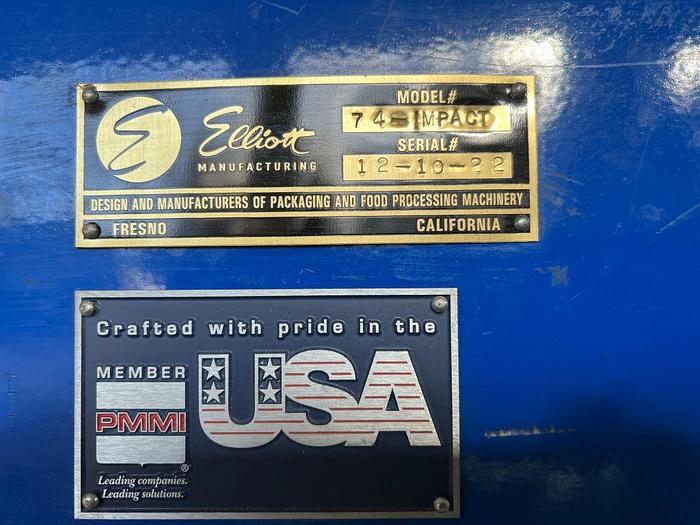 Elliott
MANUFACTURING
MODEL#
74-IMPACT
SERIAL#
12-10-22
DESIGN AND MANUFACTURERS OF PACKAGING AND FOOD PROCESSING MACHINERY
FRESNO CALIFORNIA
Crafted with pride in the
USA
MEMBER
PMMI
®
Leading companies.
Leading solutions.